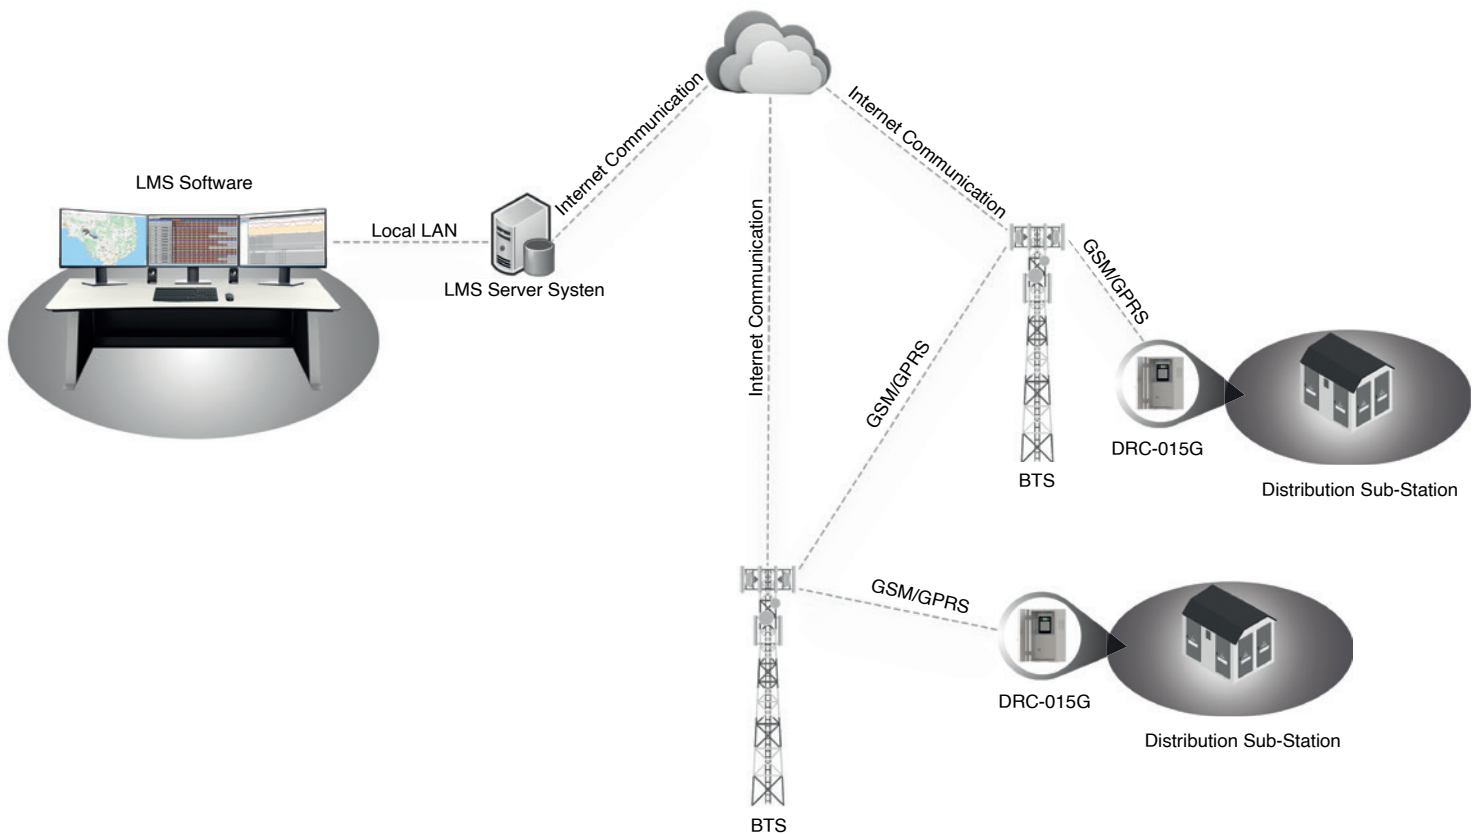 Internet Communication
Internet Communication
LMS Software
Local LAN
LMS Server Systen
Internet Communication
GSM/GPRS
GSM/GPRS
DRC-015G
BTS
Distribution Sub-Station
GSM/GPRS
DRC-015G
Distribution Sub-Station
BTS